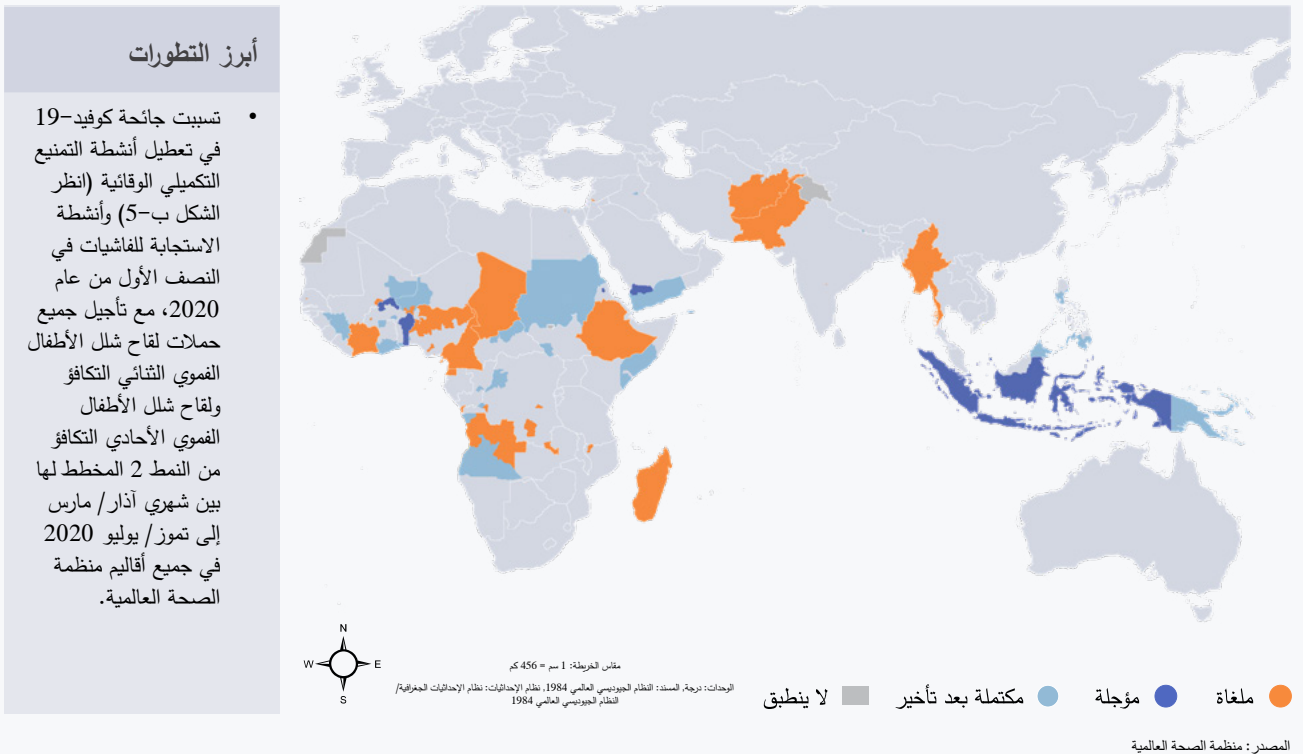 أبرز التطورات
• تسببت جائحة كوفيد-19
في تعطيل أنشطة التمنيع
التكميلي الوقائية (انظر
الشكل ب-5) وأنشطة
الاستجابة للفاشيات في
النصف الأول من عام
2020، مع تأجيل جميع
حملات لقاح شلل الأطفال
الفموي الثنائي التكافؤ
ولقاح شلل الأطفال
الفموي الأحادي التكافؤ
من النمط 2 المخطط لها
بين شهري آذار/ مارس
إلى تموز/ يوليو 2020
في جميع أقاليم منظمة
الصحة العالمية.
N
W E
S
مقاس الخريطة: 1 سم = 456 كم
الوحدات: درجة، المسند: النظام الجيوديسي العالمي 1984، نظام الإحداثيات: نظام الإحداثيات الجغرافية/
النظام الجيوديسي العالمي 1984
ملغاة
مؤجلة
مكتملة بعد تأخير
لا ينطبق
المصدر: منظمة الصحة العالمية